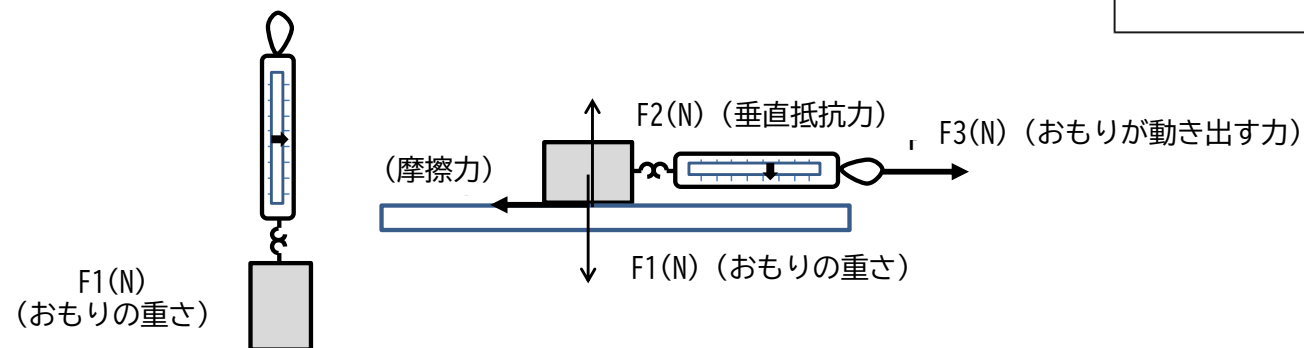 F1(N)
(おもりの重さ)
(摩擦力)
F2(N) (垂直抵抗力)
F3(N) (おもりが動き出す力)
F1(N) (おもりの重さ)